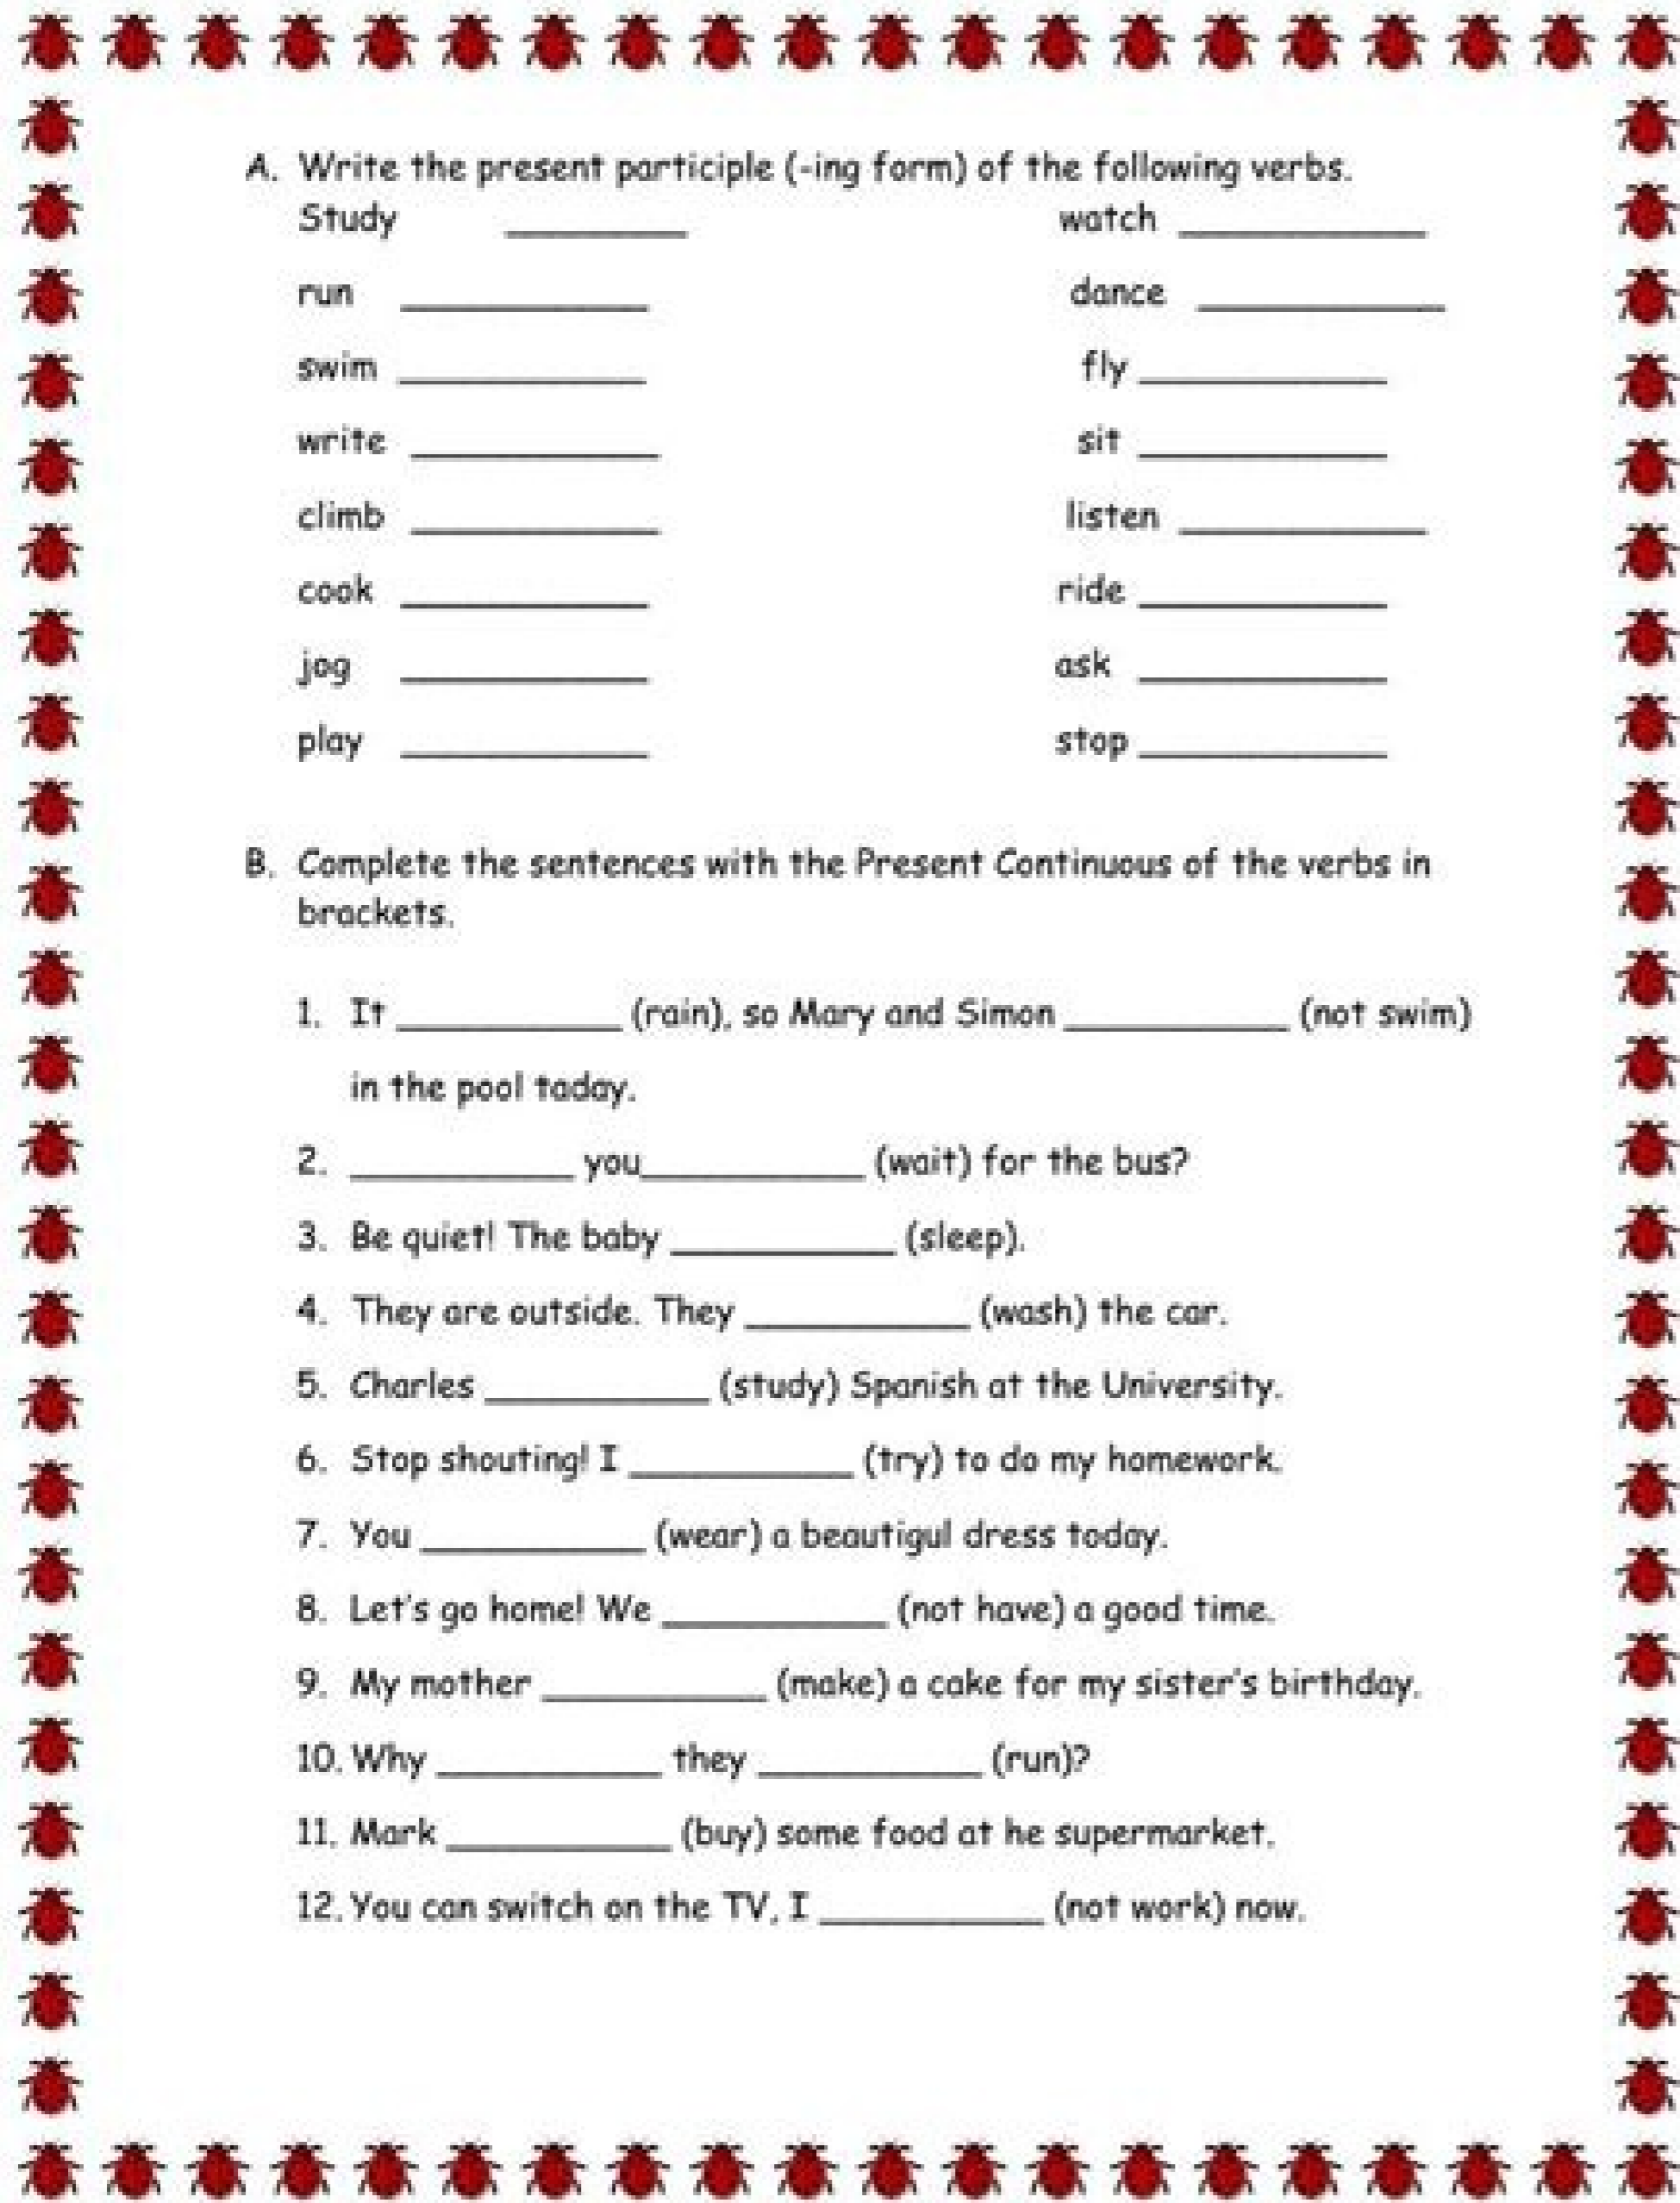 A. Write the present participle (-ing form) of the following verbs.
Study __________ watch __________
run __________ dance __________
swim __________ fly __________
write __________ sit __________
climb __________ listen __________
cook __________ ride __________
jog __________ ask __________
play __________ stop __________
B. Complete the sentences with the Present Continuous of the verbs in
brackets.
1. It __________ (rain), so Mary and Simon __________ (not swim)
in the pool taday.
2. __________ you__________ (wait) for the bus?
3. Be quiet! The baby __________ (sleep).
4. They are outside. They __________ (wash) the car.
5. Charles __________ (study) Spanish at the University.
6. Stop shouting! I __________ (try) to do my homework.
7. You __________ (wear) a beautigul dress today.
8. Let's go home! We __________ (not have) a good time.
9. My mother __________ (make) a cake for my sister's birthday.
10. Why __________ they __________ (run)?
11. Mark __________ (buy) some food at he supermarket.
12. You can switch on the TV, I __________ (not work) now.